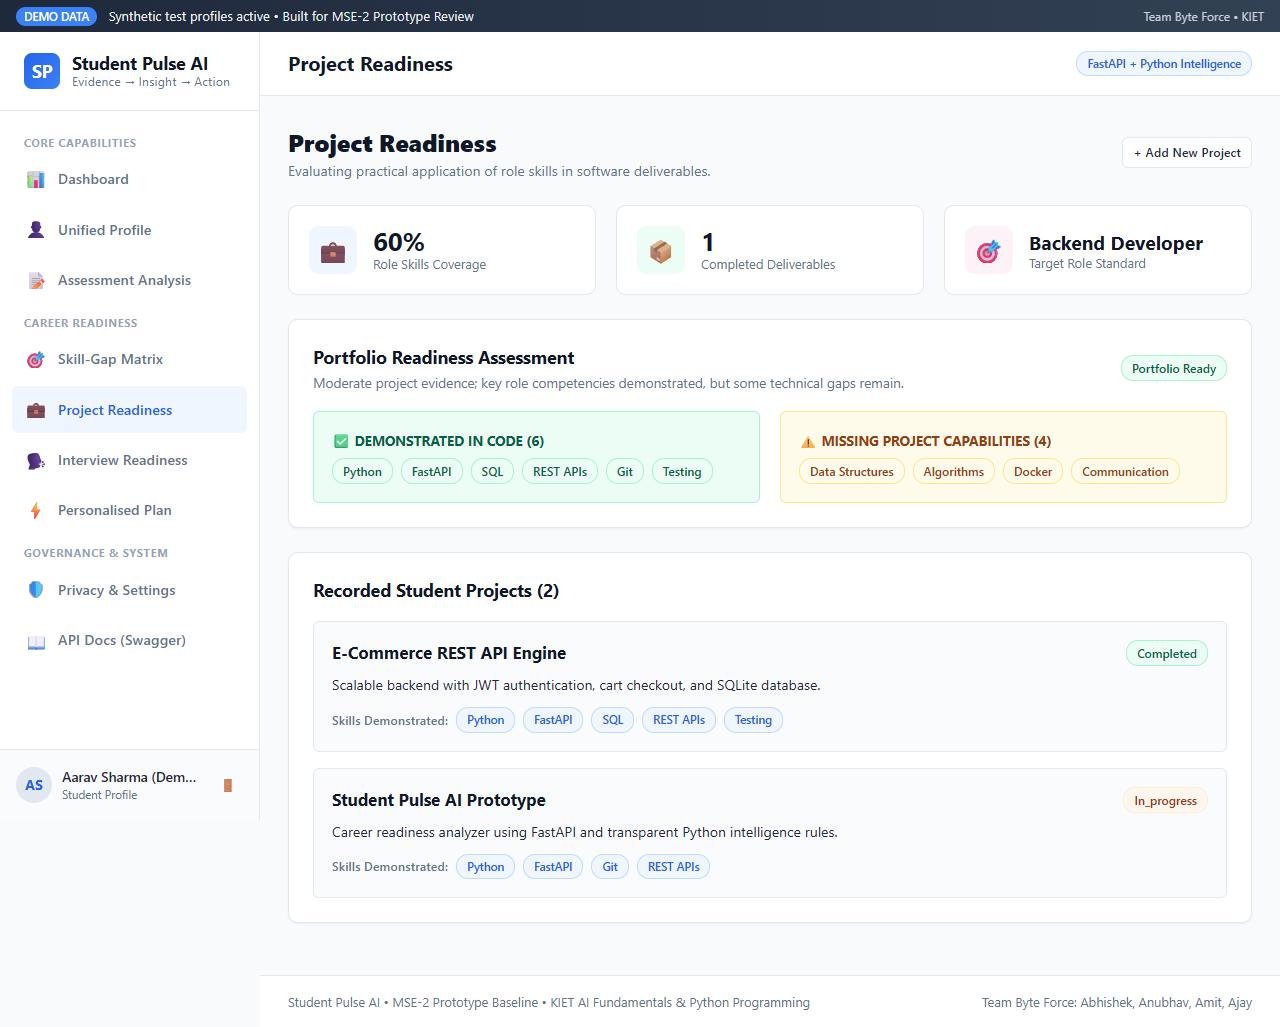 DEMO DATA Synthetic test profiles active • Built for MSE-2 Prototype Review
Team Byte Force • KIET
SP
Student Pulse AI
Evidence → Insight → Action
CORE CAPABILITIES
Dashboard
Unified Profile
Assessment Analysis
CAREER READINESS
Skill-Gap Matrix
Project Readiness
Interview Readiness
Personalised Plan
GOVERNANCE & SYSTEM
Privacy & Settings
API Docs (Swagger)
AS
Aarav Sharma (Dem...
Student Profile
Project Readiness
FastAPI + Python Intelligence
Project Readiness
Evaluating practical application of role skills in software deliverables.
+ Add New Project
60%
Role Skills Coverage
1
Completed Deliverables
Backend Developer
Target Role Standard
Portfolio Readiness Assessment
Moderate project evidence; key role competencies demonstrated, but some technical gaps remain.
Portfolio Ready
DEMONSTRATED IN CODE (6)
Python FastAPI SQL REST APIs Git Testing
MISSING PROJECT CAPABILITIES (4)
Data Structures Algorithms Docker Communication
Recorded Student Projects (2)
E-Commerce REST API Engine
Completed
Scalable backend with JWT authentication, cart checkout, and SQLite database.
Skills Demonstrated: Python FastAPI SQL REST APIs Testing
Student Pulse AI Prototype
In_progress
Career readiness analyzer using FastAPI and transparent Python intelligence rules.
Skills Demonstrated: Python FastAPI Git REST APIs
Student Pulse AI • MSE-2 Prototype Baseline • KIET AI Fundamentals & Python Programming
Team Byte Force: Abhishek, Anubhav, Amit, Ajay